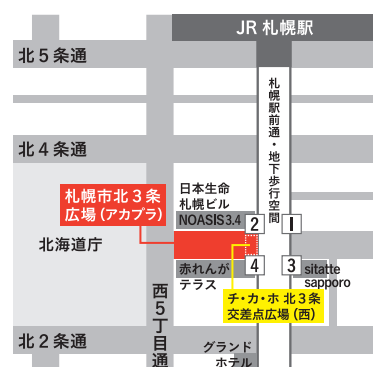 JR 札幌駅
北5条通
札幌駅前通・地下歩行空間
北4条通
札幌市北3条
広場（アカプラ）
日本生命
札幌ビル
NOASIS3.4
2
1
北海道庁
4
3
赤れんが
テラス
sitatte
sapporo
チ・カ・ホ 北3条
交差点広場（西）
西5丁目通
北2条通
グランド
ホテル